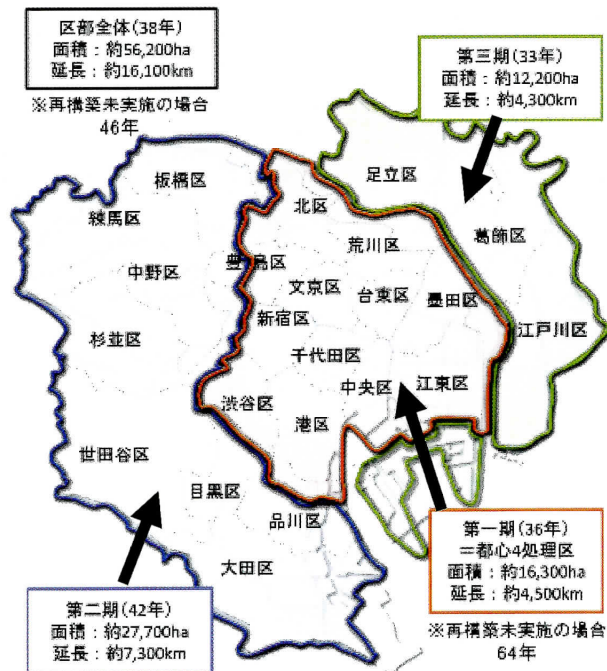 区部全体(38年)
面積：約56,200ha
延長：約16,100km
※再構築未実施の場合
46年
第三期(33年)
面積：約12,200ha
延長：約4,300km
足立区
板橋区
北区
練馬区
葛飾区
荒川区
豊島区
中野区
文京区
台東区
墨田区
新宿区
江戸川区
杉並区
千代田区
中央区
江東区
渋谷区
港区
世田谷区
目黒区
品川区
大田区
第一期(36年)
＝都心4処理区
面積：約16,300ha
延長：約4,500km
※再構築未実施の場合
64年
第二期(42年)
面積：約27,700ha
延長：約7,300km